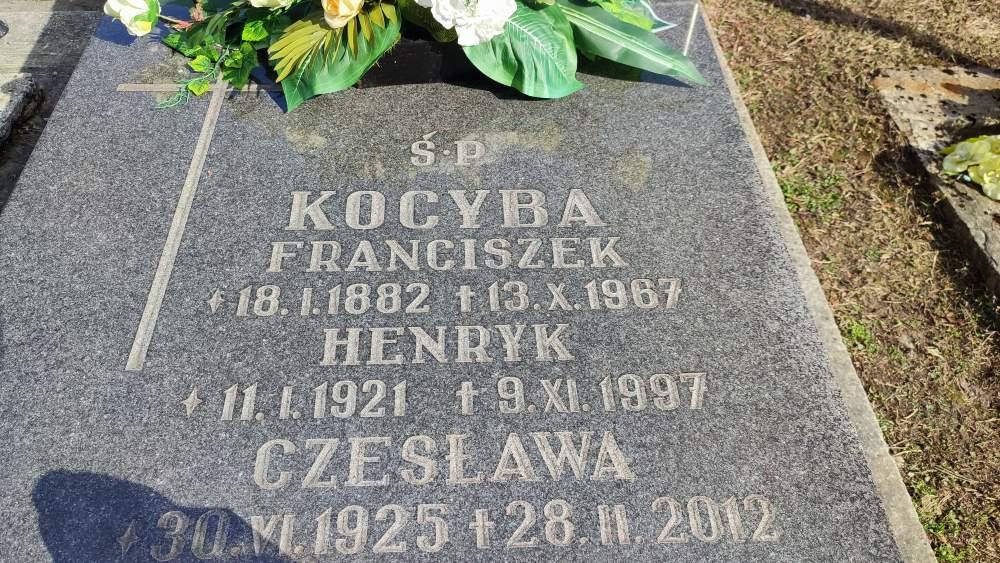 Ś.P
KOCYBA
FRANCISZEK
18.I.1882 †13.X.1967
HENRYK
11.I.1921 †9.XI.1997
CZESŁAWA
30.VI.1925 †28.II.2012